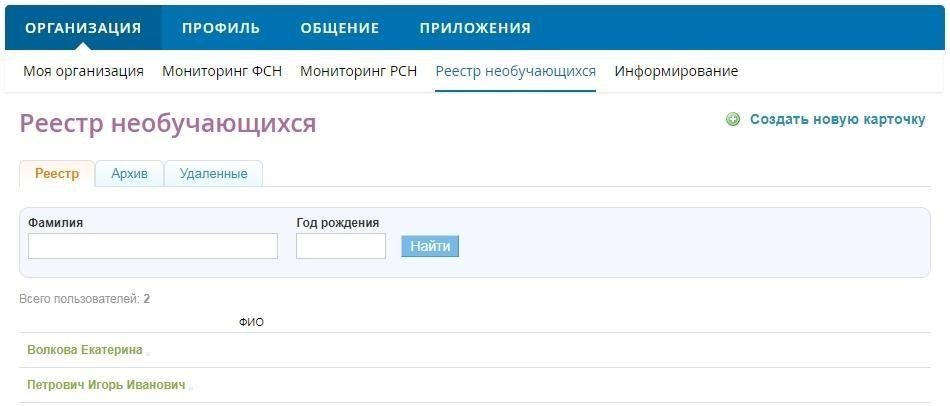 ОРГАНИЗАЦИЯ ПРОФИЛЬ ОБЩЕНИЕ ПРИЛОЖЕНИЯ
Моя организация Мониторинг ФСН Мониторинг РСН Реестр необучающихся Информирование
Реестр необучающихся
Создать новую карточку
Реестр Архив Удаленные
Фамилия Год рождения
Найти
Всего пользователей: 2
ФИО
Волкова Екатерина
Петрович Игорь Иванович